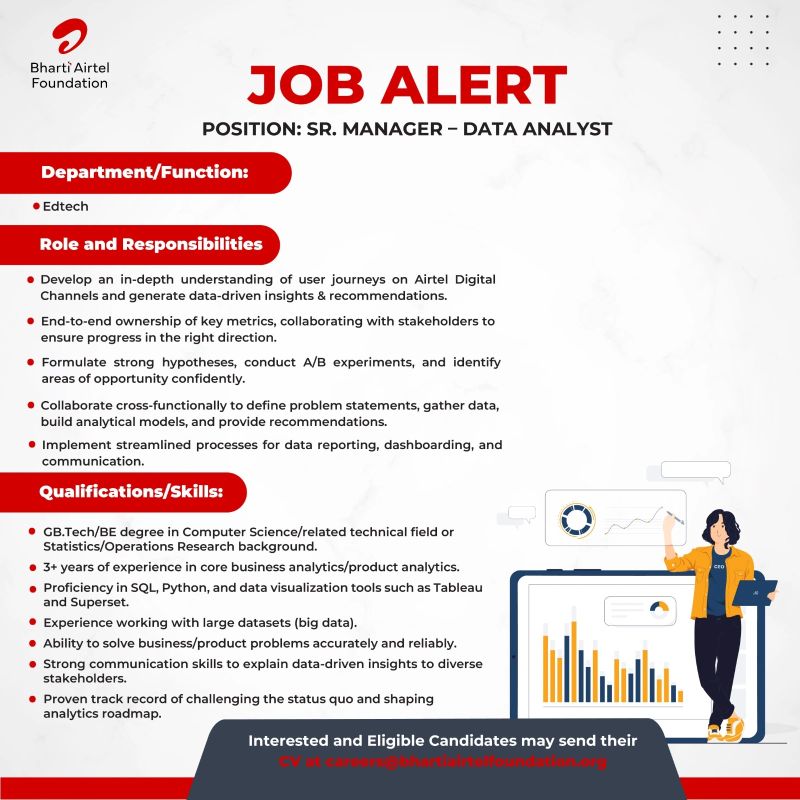 Bharti Airtel
Foundation
JOB ALERT
POSITION: SR. MANAGER – DATA ANALYST
Department/Function:
Edtech
Role and Responsibilities
Develop an in-depth understanding of user journeys on Airtel Digital
Channels and generate data-driven insights & recommendations.
End-to-end ownership of key metrics, collaborating with stakeholders to
ensure progress in the right direction.
Formulate strong hypotheses, conduct A/B experiments, and identify
areas of opportunity confidently.
Collaborate cross-functionally to define problem statements, gather data,
build analytical models, and provide recommendations.
Implement streamlined processes for data reporting, dashboarding, and
communication.
Qualifications/Skills:
GB.Tech/BE degree in Computer Science/related technical field or
Statistics/Operations Research background.
3+ years of experience in core business analytics/product analytics.
Proficiency in SQL, Python, and data visualization tools such as Tableau
and Superset.
Experience working with large datasets (big data).
Ability to solve business/product problems accurately and reliably.
Strong communication skills to explain data-driven insights to diverse
stakeholders.
Proven track record of challenging the status quo and shaping
analytics roadmap.
CEO
Interested and Eligible Candidates may send their
CV at careers@bhartiairtelfoundation.org